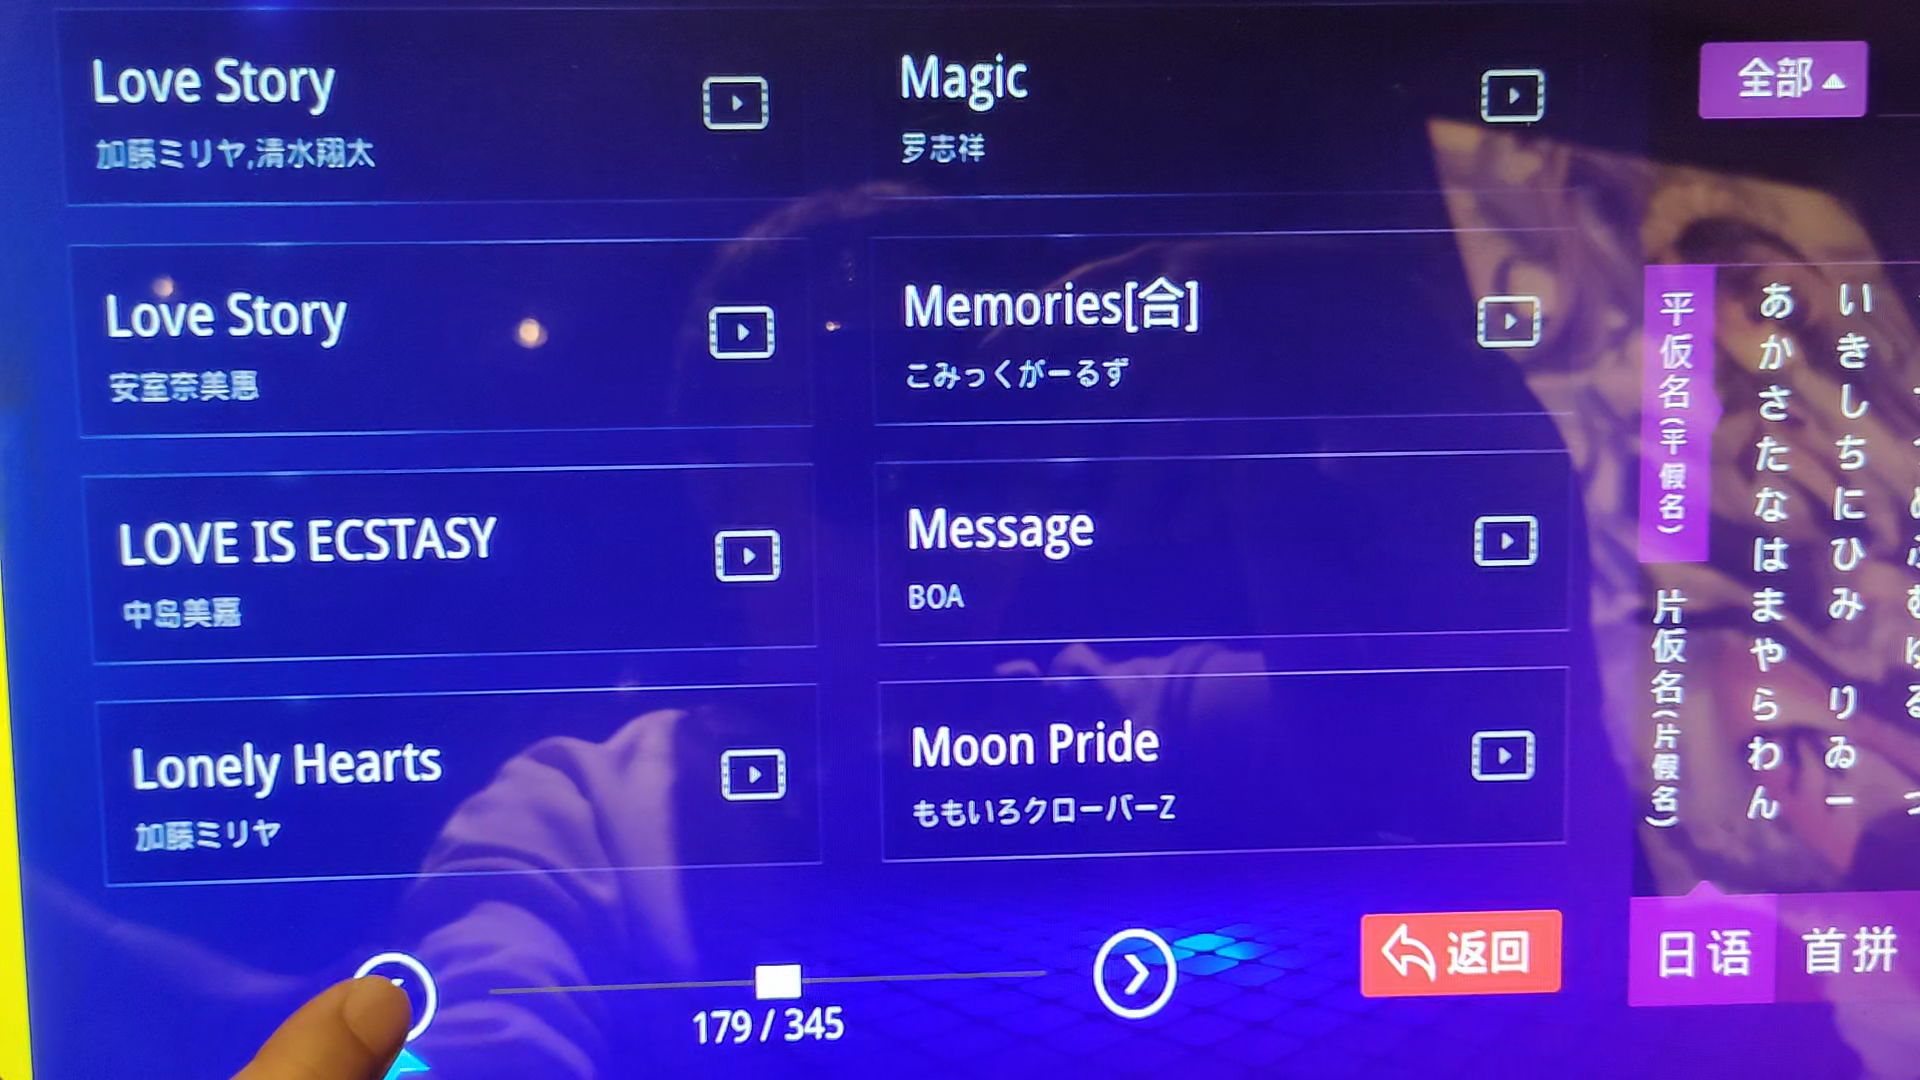 Love Story
加藤ミリヤ,清水翔太
Magic
罗志祥
Love Story
安室奈美恵
Memories[合]
こみっくがーるず
LOVE IS ECSTASY
中岛美嘉
Message
BOA
Lonely Hearts
加藤ミリヤ
Moon Pride
ももいろクローバーZ
179 / 345
返回
全部
平仮名(平假名)
片仮名(片假名)
あかさたなはまやらわん
いきしちにひみ りゐー
日语
首拼